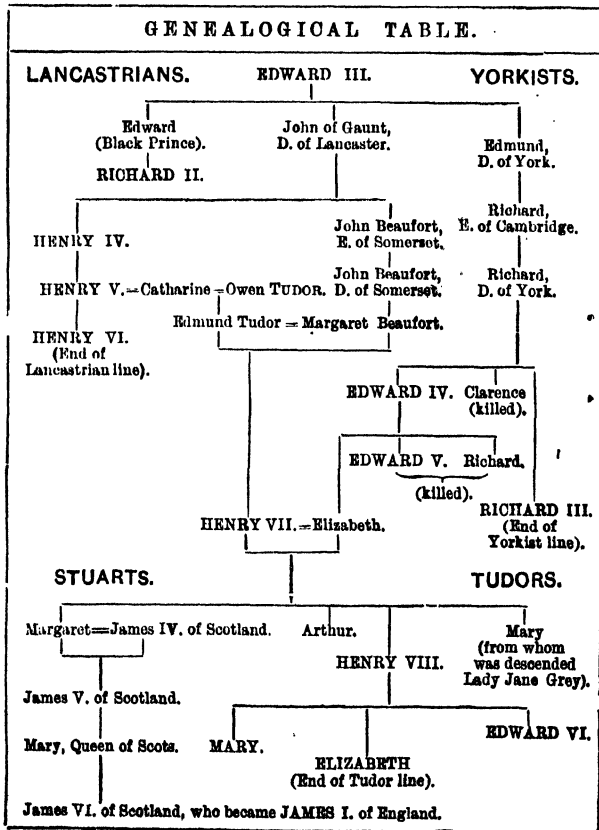 GENEALOGICAL TABLE.
LANCASTRIANS. EDWARD III. YORKISTS.
Edward
(Black Prince).
RICHARD II.
John of Gaunt,
D. of Lancaster.
Edmund,
D. of York.
HENRY IV.
John Beaufort,
E. of Somerset.
Richard,
E. of Cambridge.
HENRY V.=Catharine=Owen TUDOR.
John Beaufort,
D. of Somerset.
Richard,
D. of York.
Edmund Tudor=Margaret Beaufort.
HENRY VI.
(End of
Lancastrian line).
EDWARD IV. Clarence
(killed).
EDWARD V. Richard.
(killed).
RICHARD III.
(End of
Yorkist line).
HENRY VII.=Elizabeth.
STUARTS. TUDORS.
Margaret=James IV. of Scotland. Arthur.
HENRY VIII.
Mary
(from whom
was descended
Lady Jane Grey).
James V. of Scotland.
Mary, Queen of Scots. MARY.
ELIZABETH
(End of Tudor line).
EDWARD VI.
James VI. of Scotland, who became JAMES I. of England.